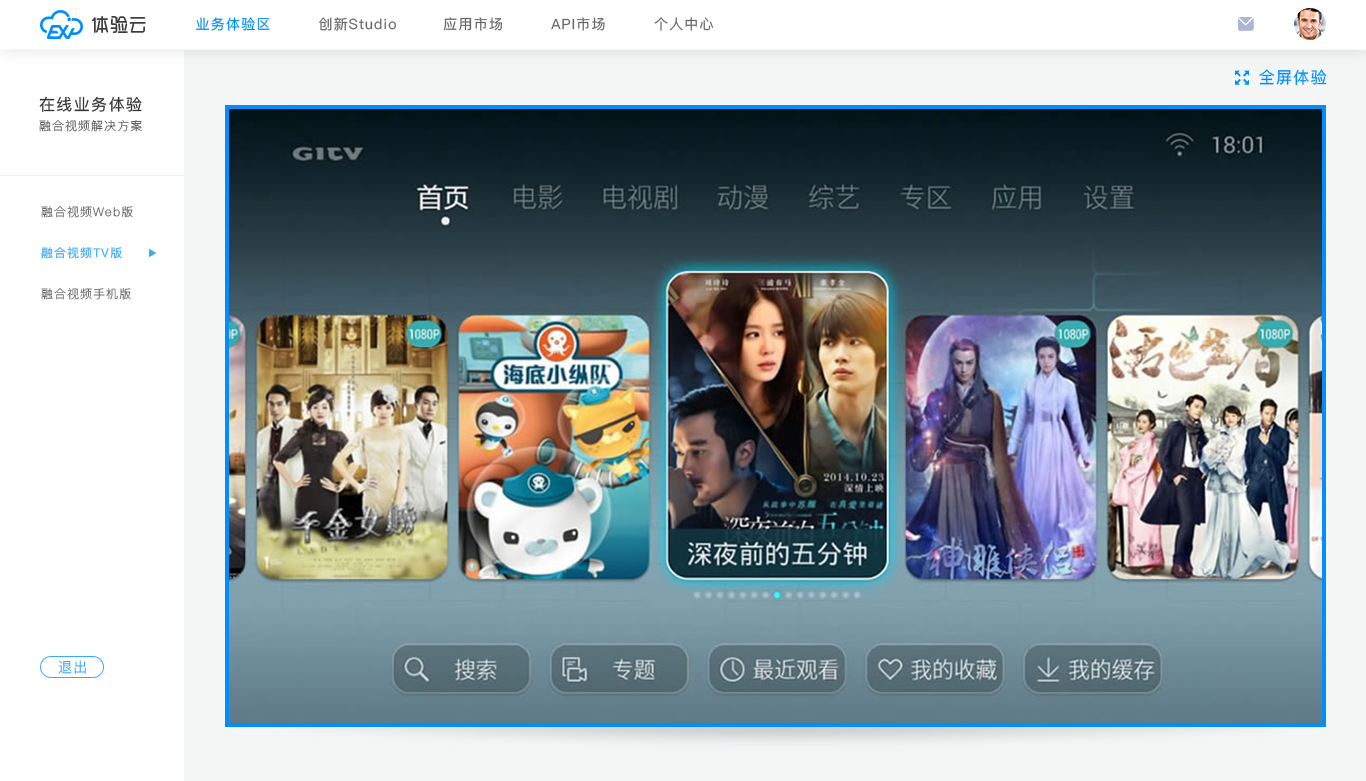 EXP 体验云
业务体验区 创新Studio 应用市场 API市场 个人中心
全屏体验
在线业务体验
融合视频解决方案
融合视频Web版
融合视频TV版
融合视频手机版
退出
GITV
18:01
首页 电影 电视剧 动漫 综艺 专区 应用 设置
1080P
千金女贼
海底小纵队
2014.10.23
深情上映
深夜前的五分钟
深夜前的五分钟
1080P
神雕侠侣
1080P
活色生香
搜索 专题 最近观看 我的收藏 我的缓存